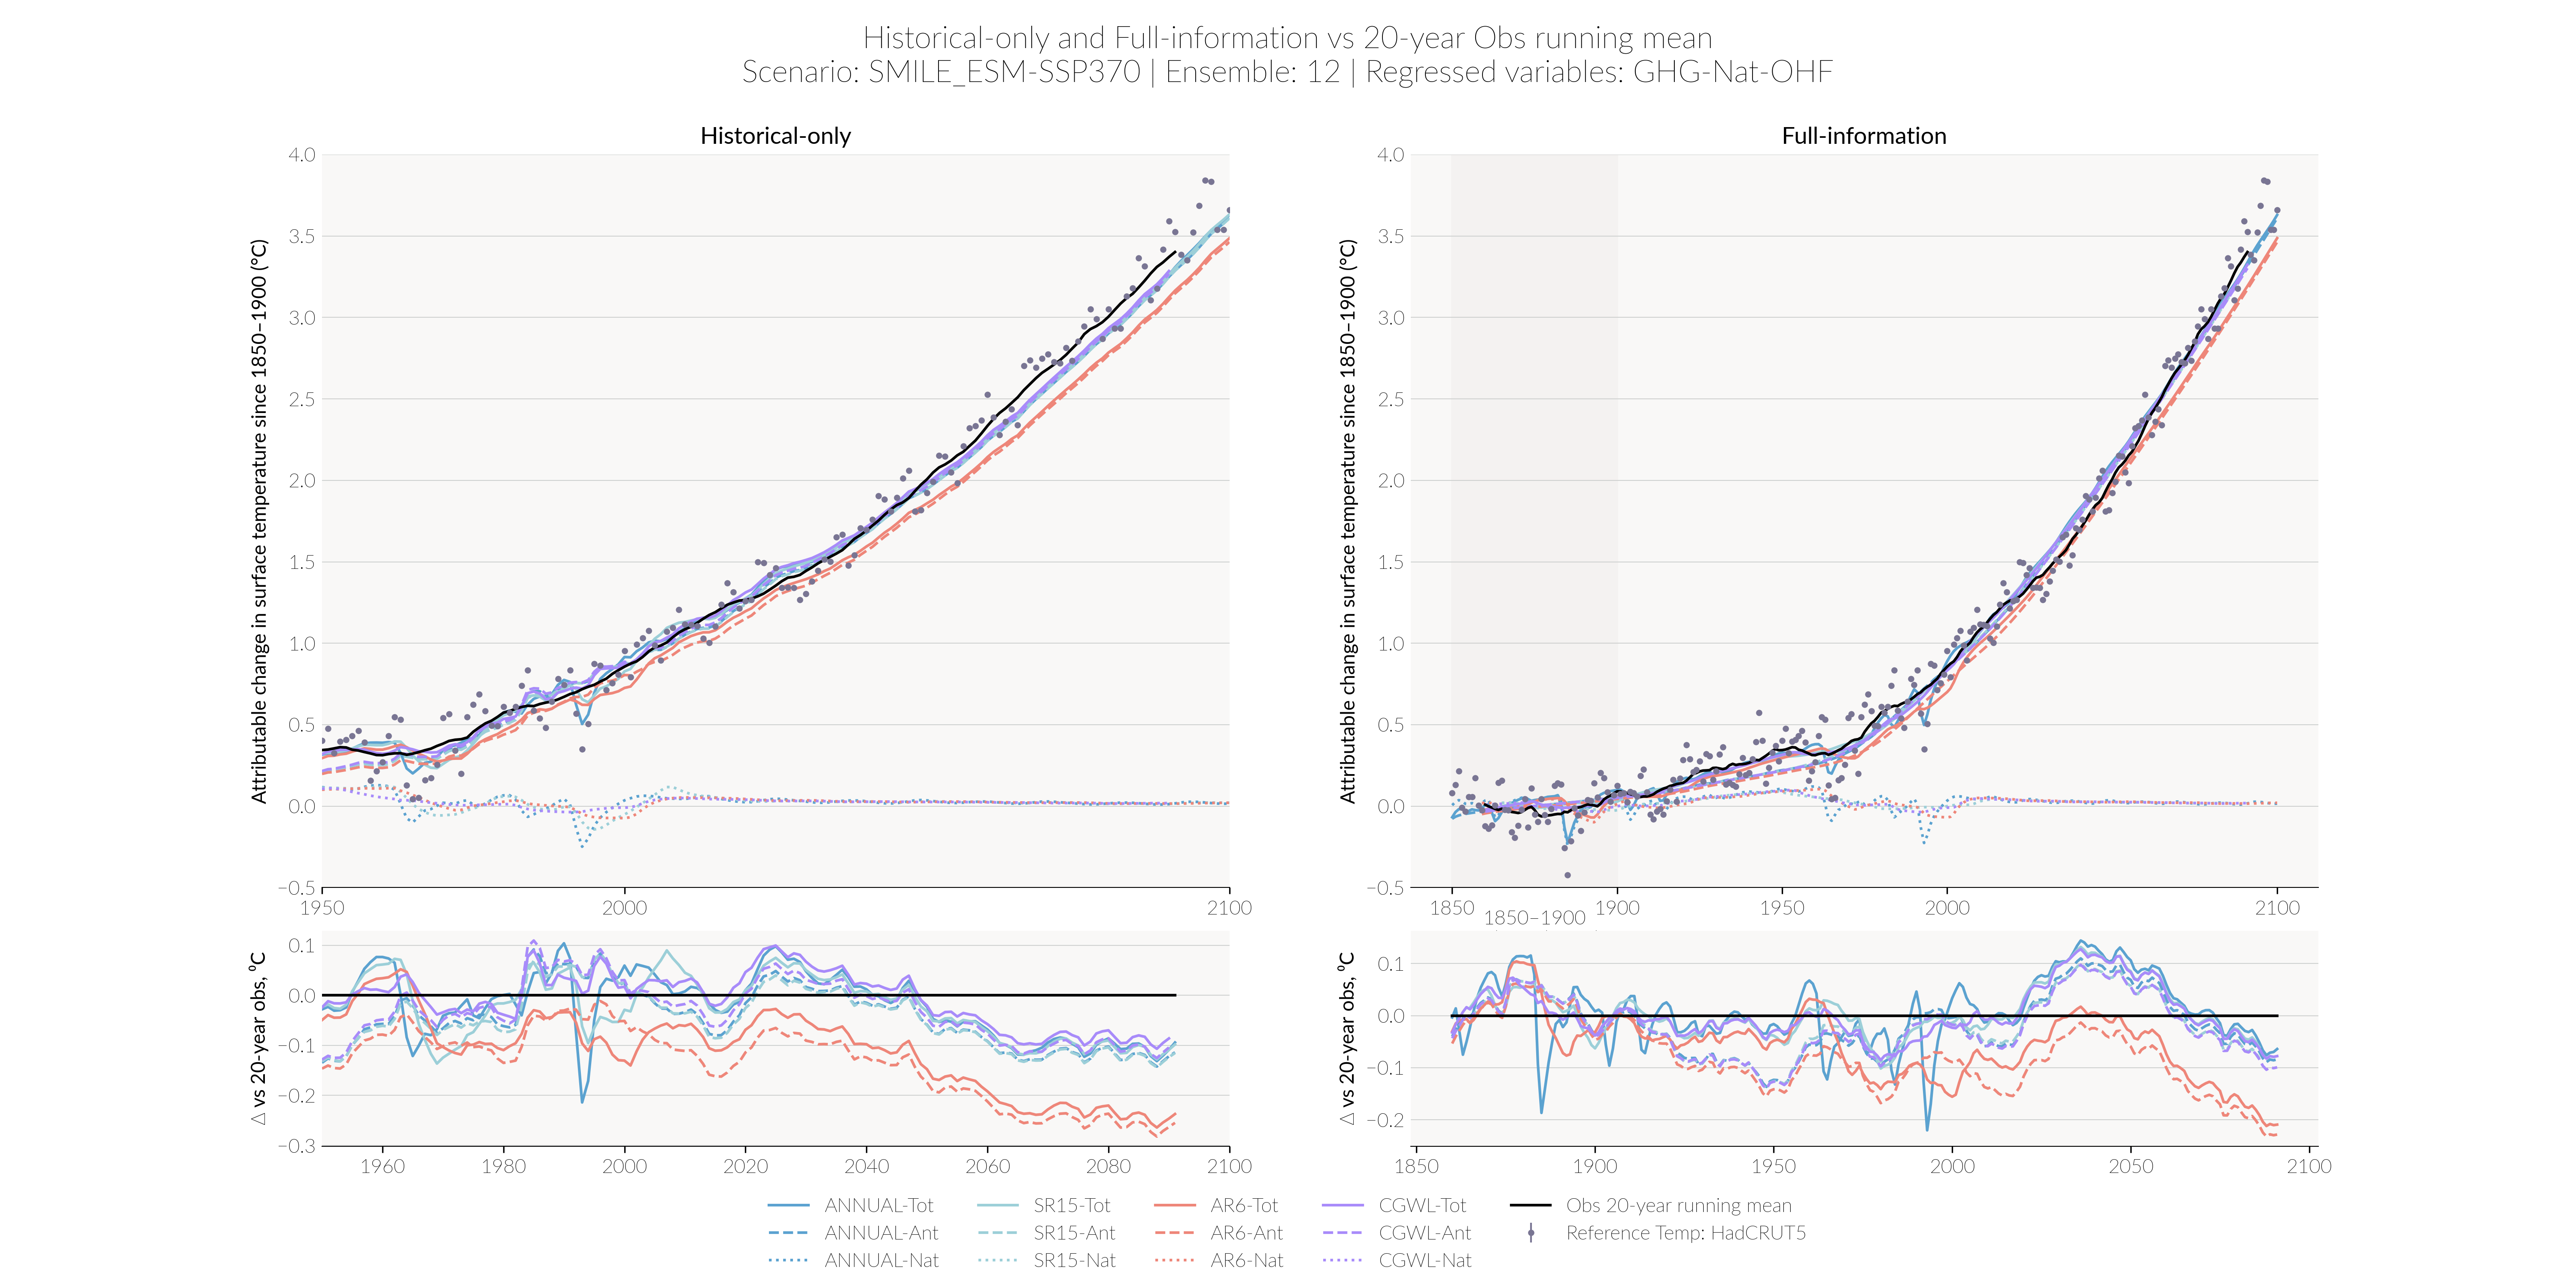 Historical-only and Full-information vs 20-year Obs running mean
Scenario: SMILE_ESM-SSP370 | Ensemble: 12 | Regressed variables: GHG-Nat-OHF
Historical-only
Attributable change in surface temperature since 1850–1900 (°C)
4.0
3.5
3.0
2.5
2.0
1.5
1.0
0.5
0.0
−0.5
1950 2000 2100
Δ vs 20-year obs, °C
0.1
0.0
−0.1
−0.2
−0.3
1960 1980 2000 2020 2040 2060 2080 2100
Full-information
Attributable change in surface temperature since 1850–1900 (°C)
4.0
3.5
3.0
2.5
2.0
1.5
1.0
0.5
0.0
−0.5
1850 1900 1950 2000 2100
1850–1900
Δ vs 20-year obs, °C
0.1
0.0
−0.1
−0.2
1850 1900 1950 2000 2050 2100
ANNUAL-Tot SR15-Tot AR6-Tot CGWL-Tot Obs 20-year running mean
ANNUAL-Ant SR15-Ant AR6-Ant CGWL-Ant Reference Temp: HadCRUT5
ANNUAL-Nat SR15-Nat AR6-Nat CGWL-Nat